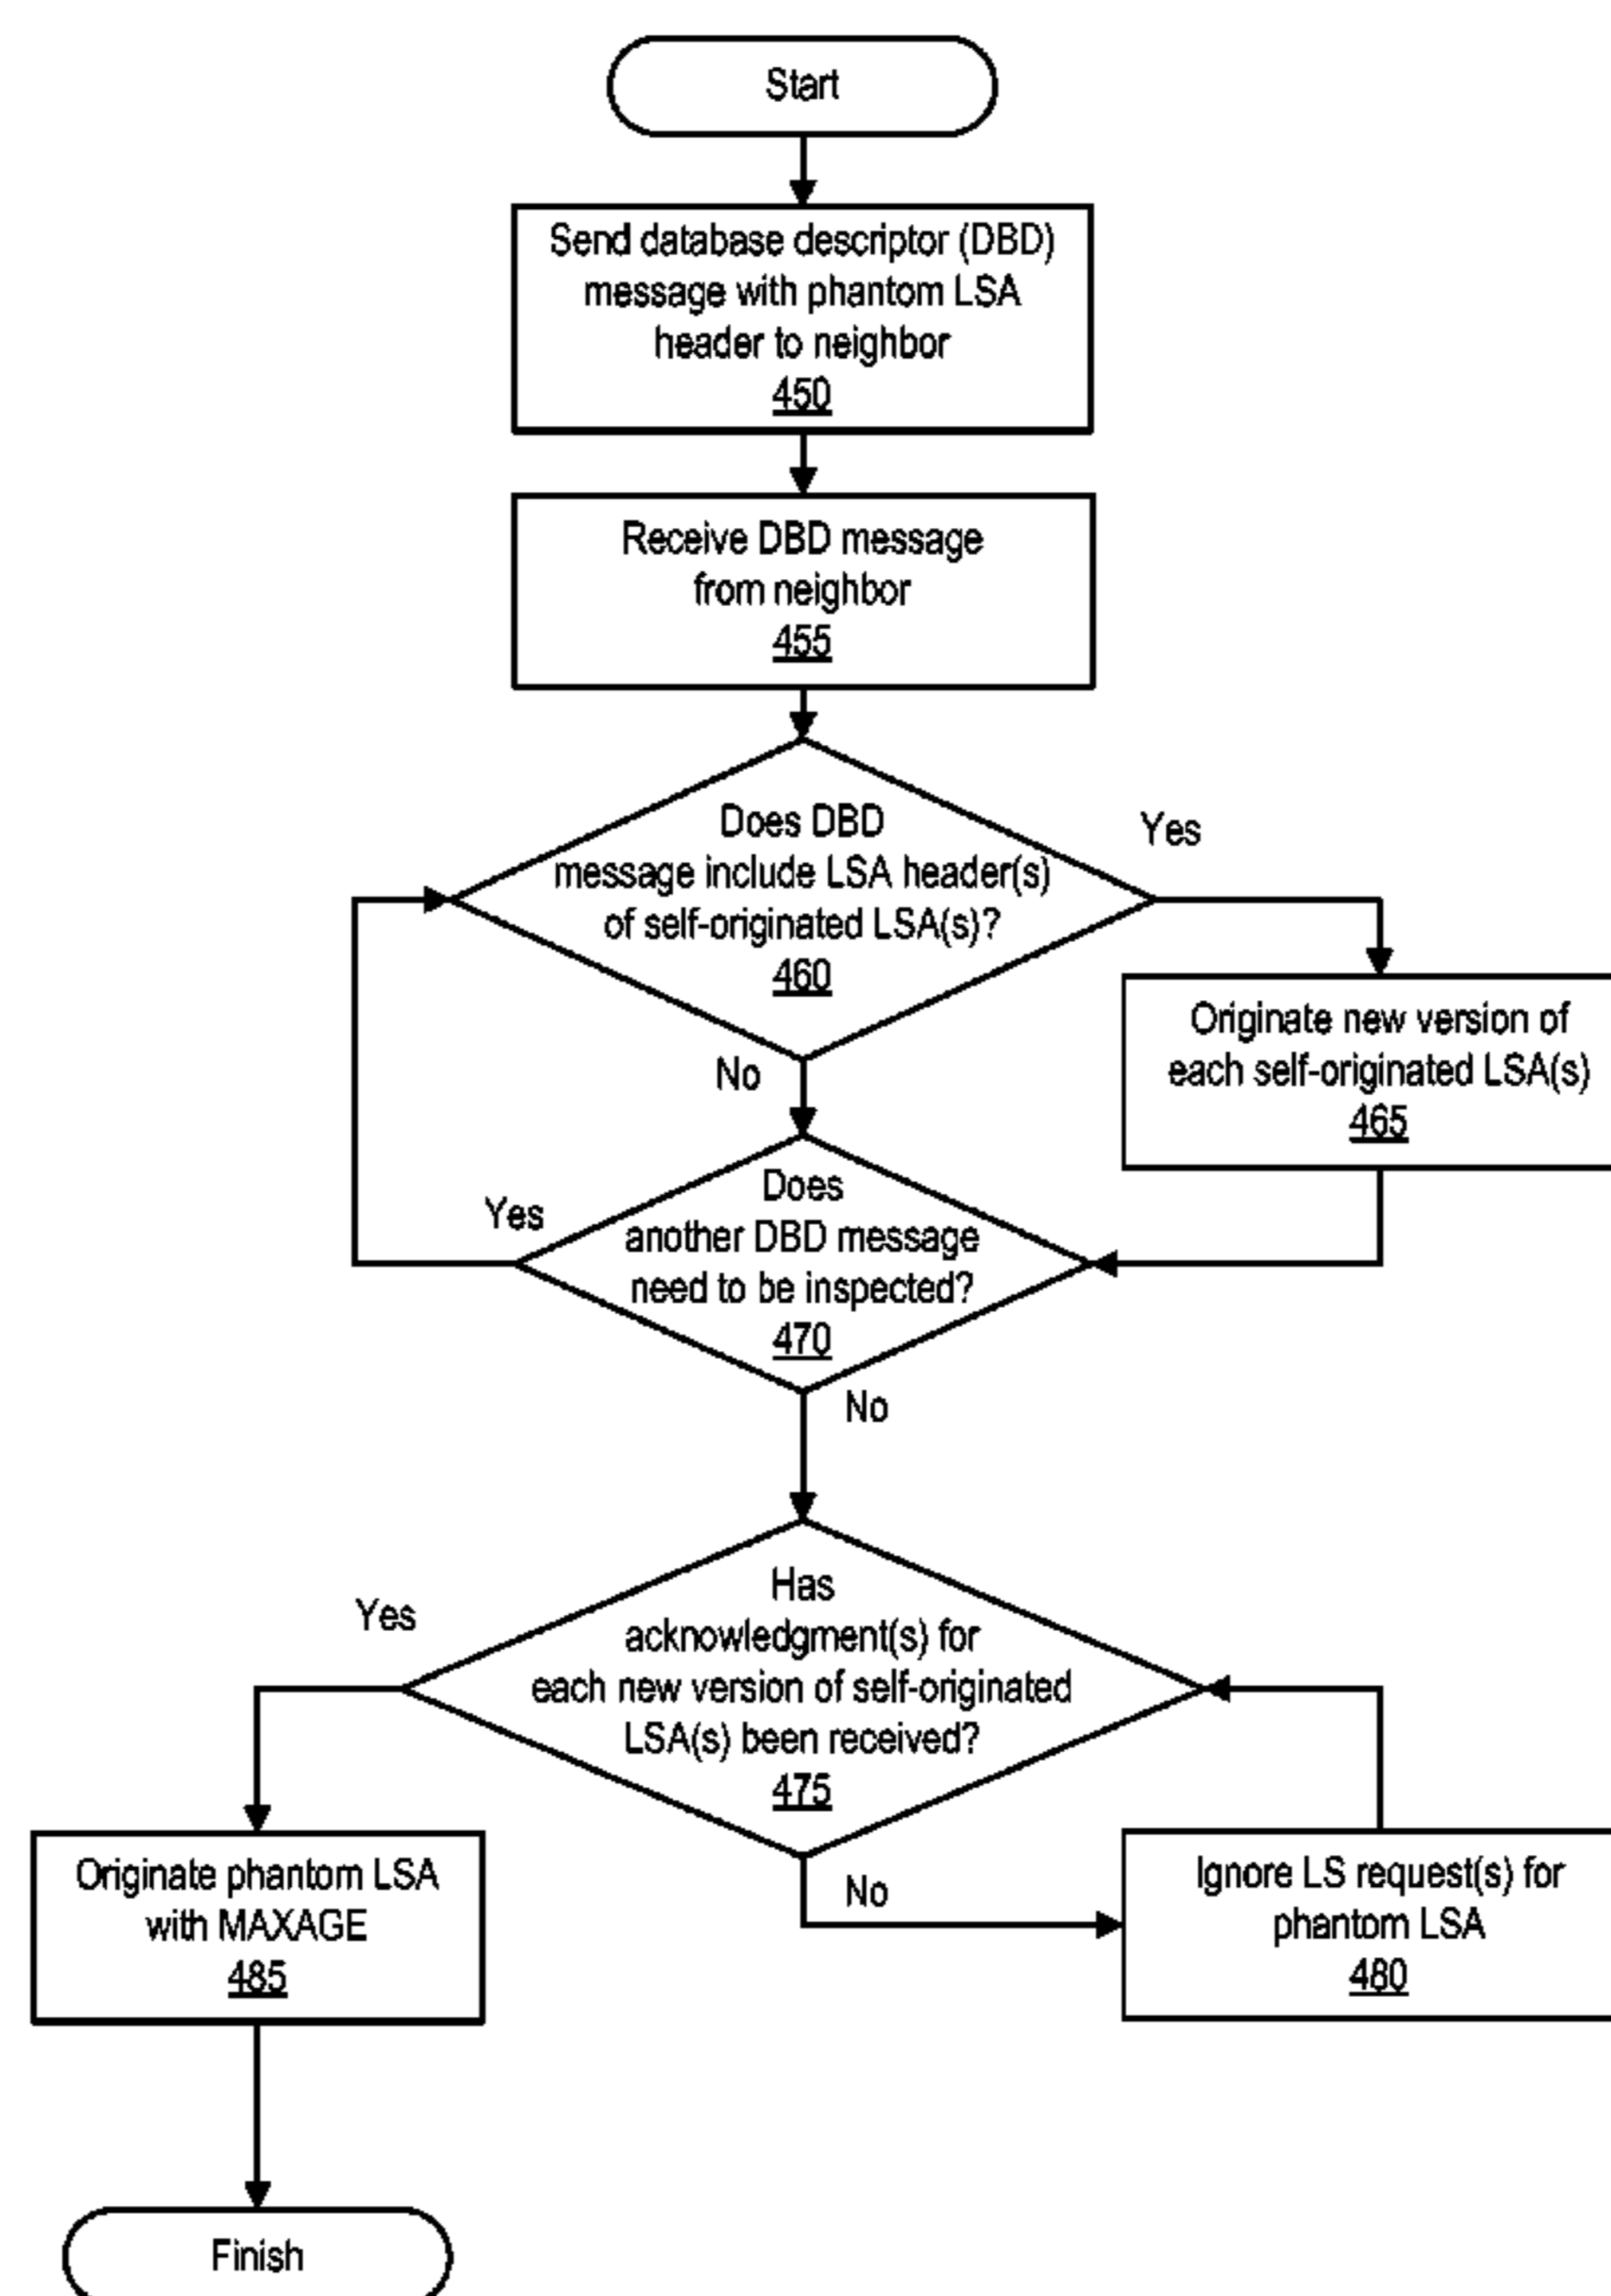 Start
Send database descriptor (DBD)
message with phantom LSA
header to neighbor
450
Receive DBD message
from neighbor
455
Does DBD
message include LSA header(s)
of self-originated LSA(s)?
460
Yes
No
Originate new version of
each self-originated LSA(s)
465
Does
another DBD message
need to be inspected?
470
Yes
No
Has
acknowledgment(s) for
each new version of self-originated
LSA(s) been received?
475
Yes
No
Ignore LS request(s) for
phantom LSA
480
Originate phantom LSA
with MAXAGE
485
Finish